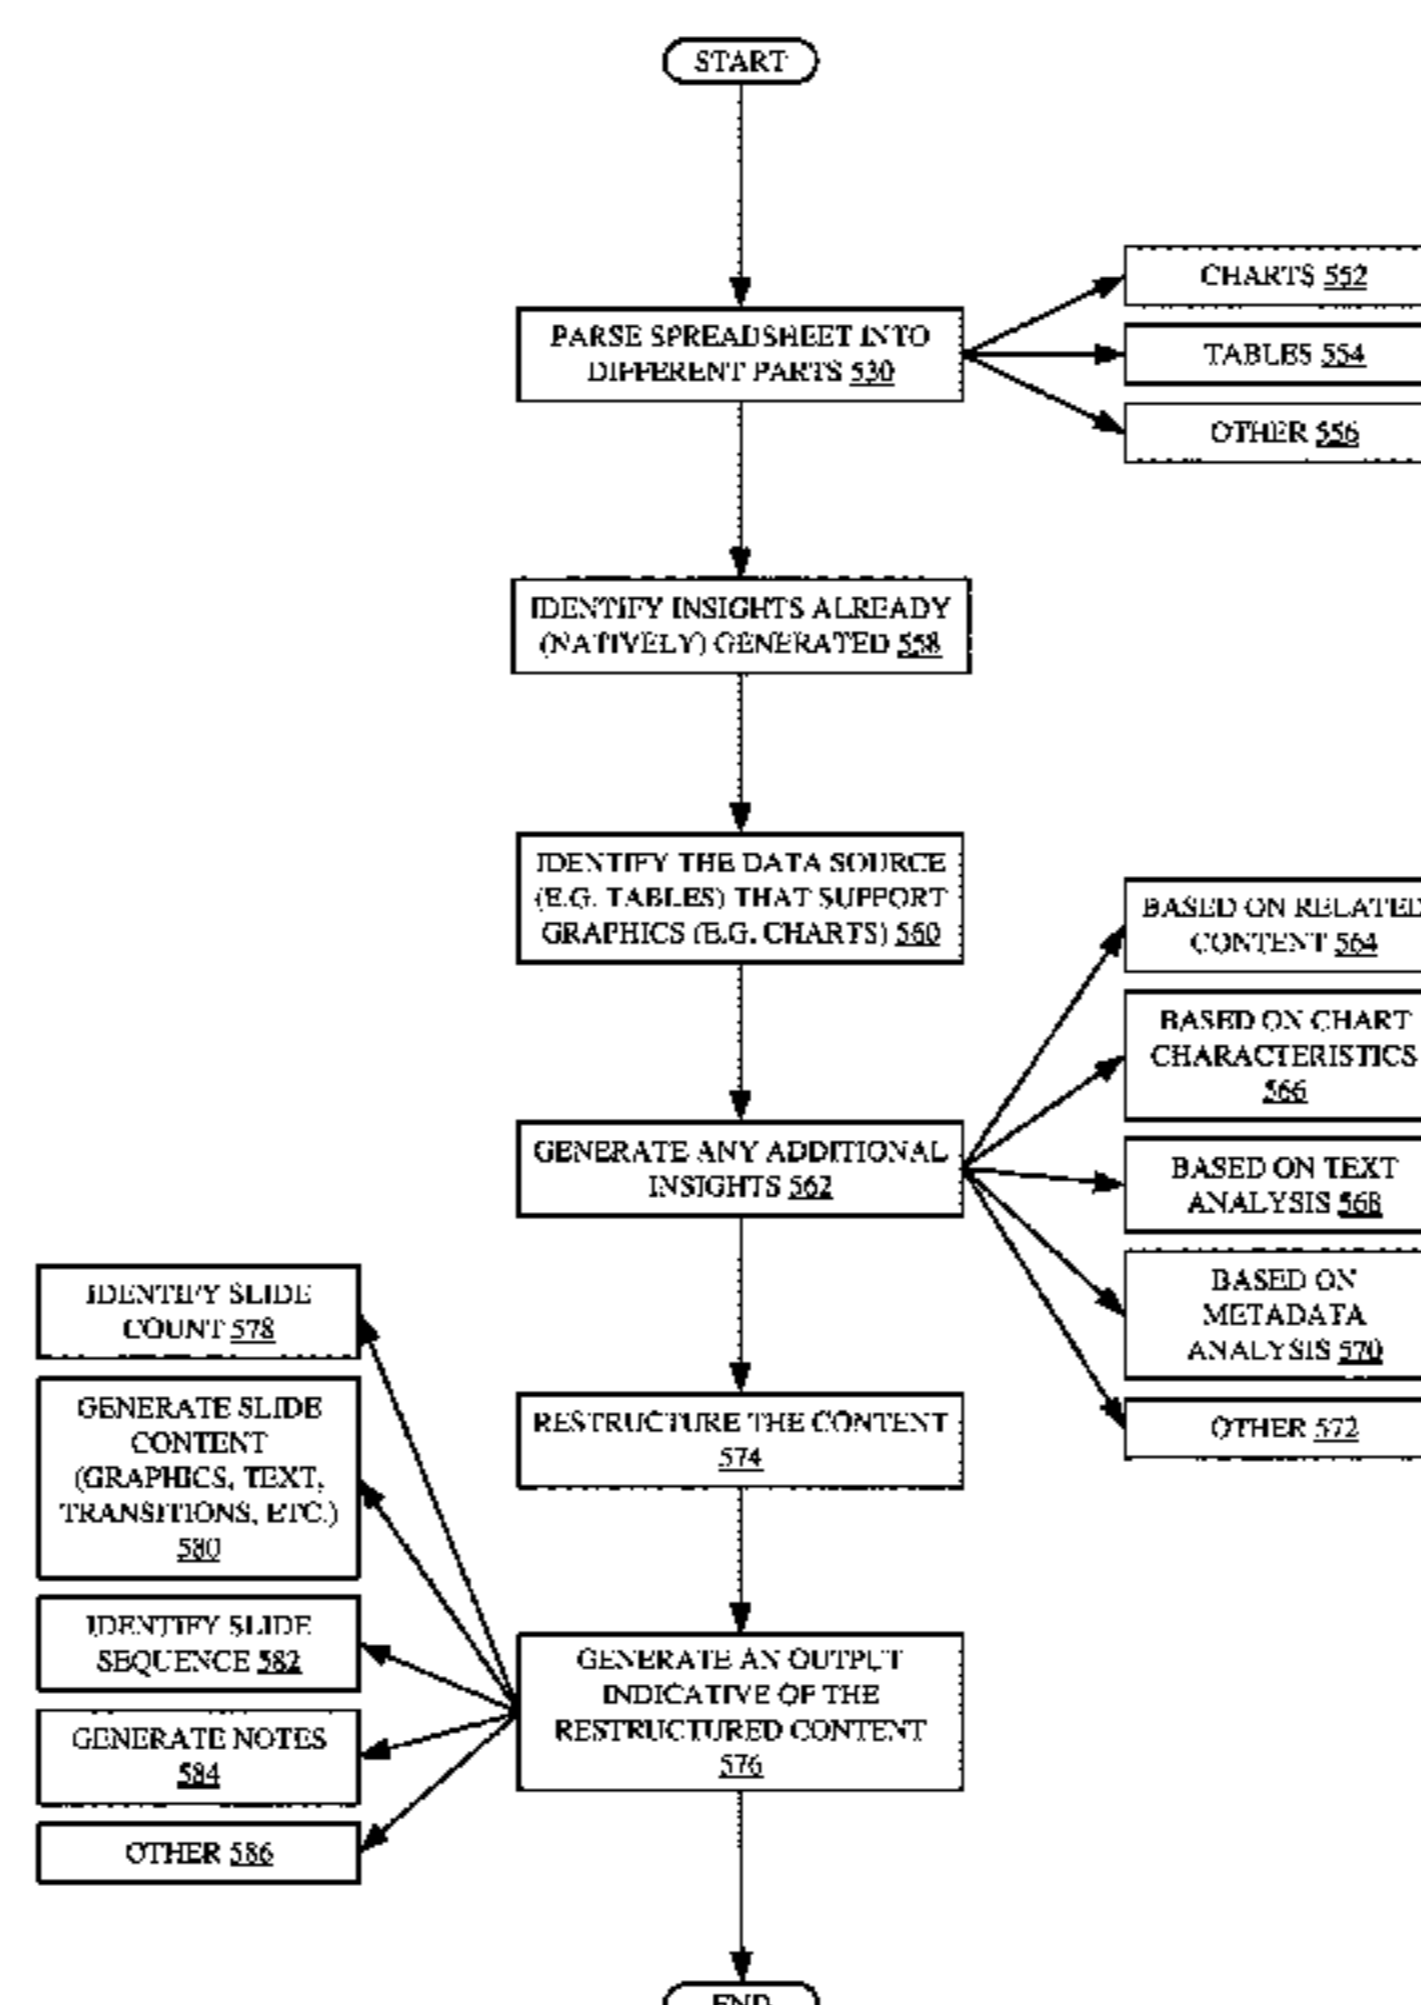 START
PARSE SPREADSHEET INTO
DIFFERENT PARTS 530
CHARTS 552
TABLES 554
OTHER 556
IDENTIFY INSIGHTS ALREADY
(NATIVELY) GENERATED 558
IDENTIFY THE DATA SOURCE
(E.G. TABLES) THAT SUPPORT
GRAPHICS (E.G. CHARTS) 560
GENERATE ANY ADDITIONAL
INSIGHTS 562
BASED ON RELATED
CONTENT 564
BASED ON CHART
CHARACTERISTICS
566
BASED ON TEXT
ANALYSIS 568
BASED ON
METADATA
ANALYSIS 570
OTHER 572
RESTRUCTURE THE CONTENT
574
GENERATE AN OUTPUT
INDICATIVE OF THE
RESTRUCTURED CONTENT
576
IDENTIFY SLIDE
COUNT 578
GENERATE SLIDE
CONTENT
(GRAPHICS, TEXT,
TRANSITIONS, ETC.)
580
IDENTIFY SLIDE
SEQUENCE 582
GENERATE NOTES
584
OTHER 586
END